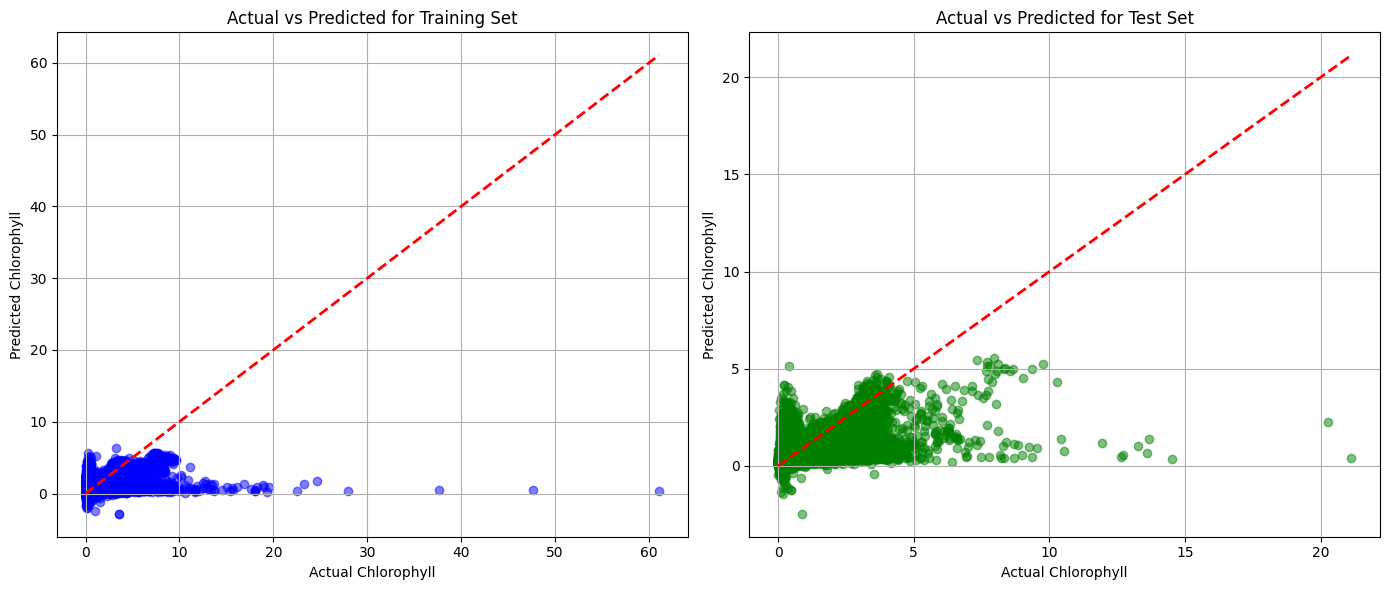 Actual vs Predicted for Training Set
Predicted Chlorophyll
60
50
40
30
20
10
0
0 10 20 30 40 50 60
Actual Chlorophyll
Actual vs Predicted for Test Set
Predicted Chlorophyll
20
15
10
5
0
0 5 10 15 20
Actual Chlorophyll